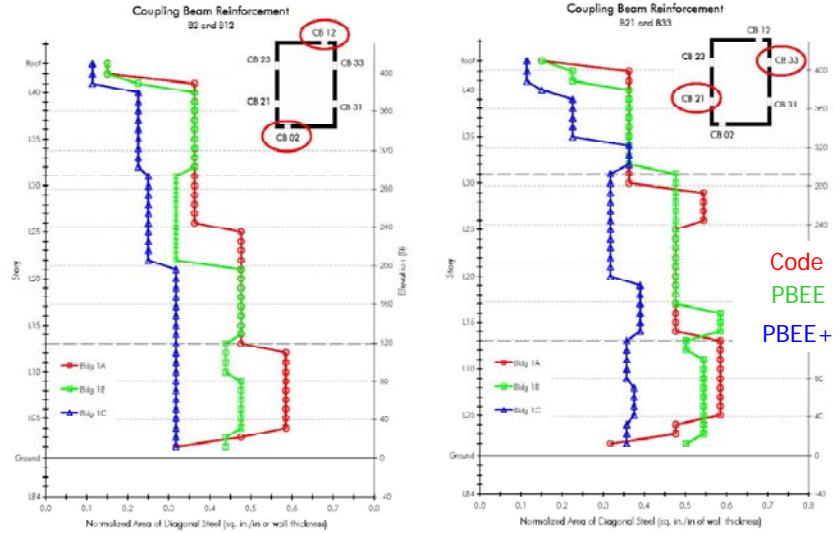 Coupling Beam Reinforcement
B2 and B12
CB 12
CB 23
CB 33
CB 21
CB 31
CB 02
Roof
L40
L35
L30
L25
L20
L15
L10
Ground
LB4
Story
400
360
320
280
240
200
160
120
80
40
0
-40
Elevation (ft)
Bldg 1A
Bldg 1B
Bldg 1C
0.0 0.1 0.2 0.3 0.4 0.5 0.6 0.7 0.8
Normalized Area of Diagonal Steel (sq. in./in of wall thickness)
Coupling Beam Reinforcement
B21 and B33
CB 12
CB 23
CB 33
CB 21
CB 31
CB 02
Roof
L40
L30
L20
Ground
LB4
Story
400
360
320
240
0
-40
Code
PBEE
PBEE+
Bldg 1A
Bldg 1B
Bldg 1C
0.0 0.1 0.2 0.3 0.4 0.5 0.6 0.7 0.8
Normalized Area of Diagonal Steel (sq. in./in of wall thickness)